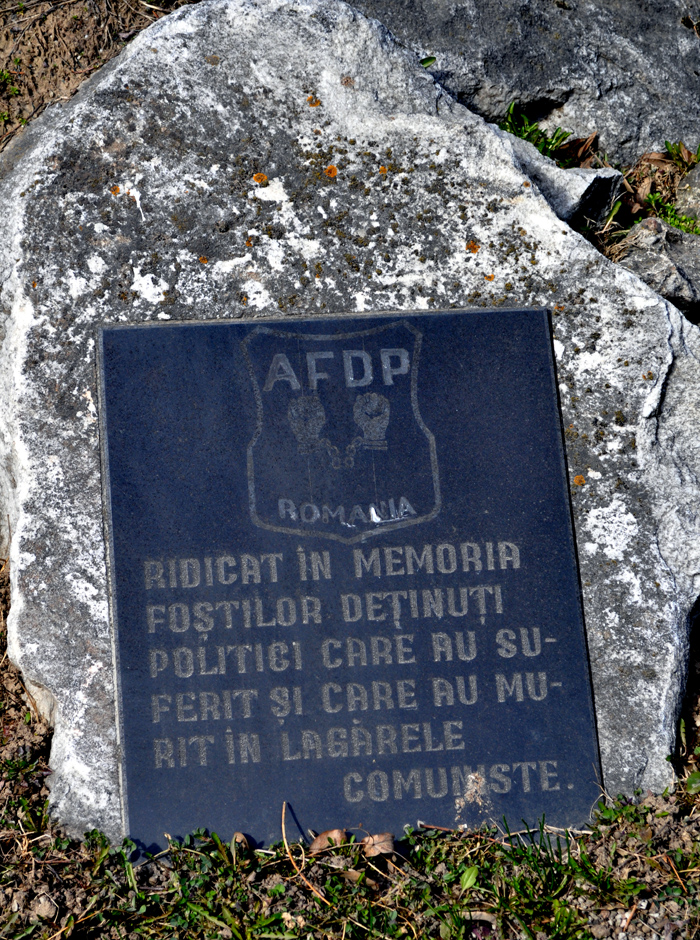 AFDP
ROMANIA
RIDICAT ÎN MEMORIA
FOȘTILOR DEȚINUȚI
POLITICI CARE AU SU-
FERIT ȘI CARE AU MU-
RIT ÎN LAGĂRELE
COMUNISTE.